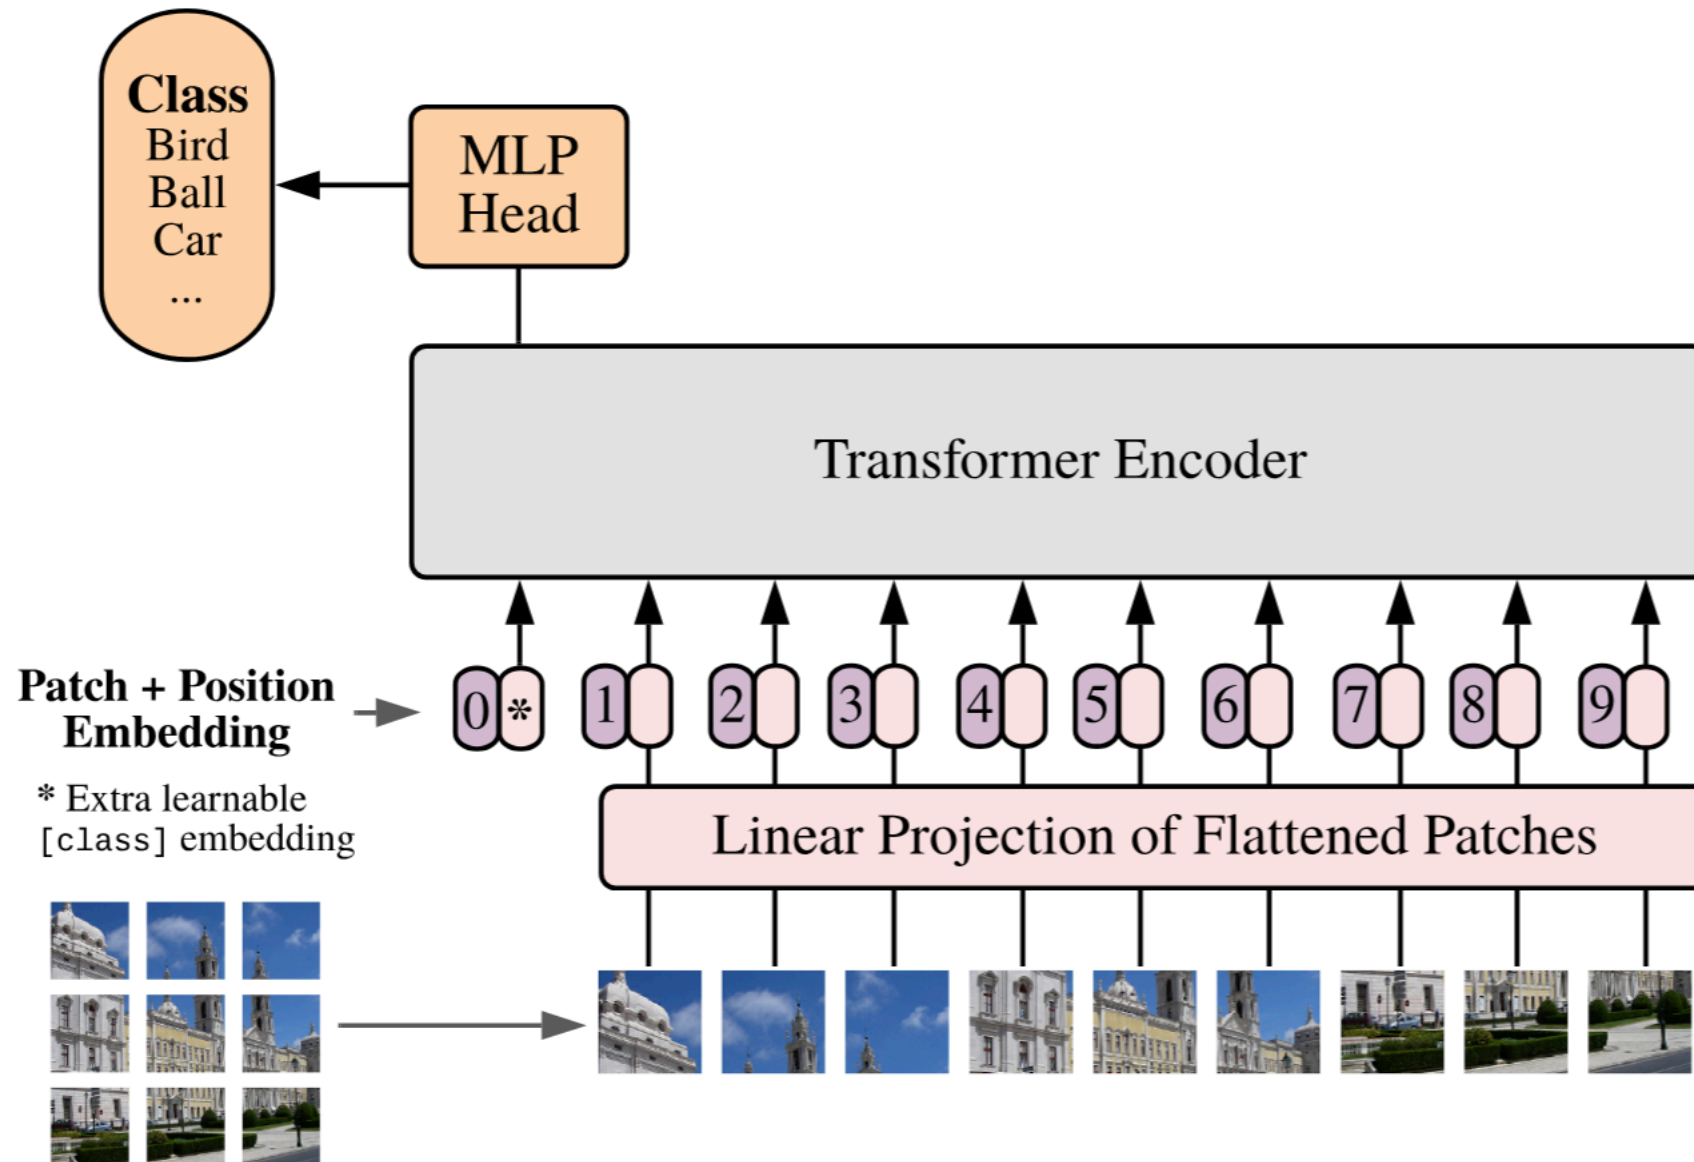 Class
Bird
Ball
Car
...
MLP
Head
Transformer Encoder
Patch + Position
Embedding
0 * 1 2 3 4 5 6 7 8 9
* Extra learnable
[class] embedding
Linear Projection of Flattened Patches